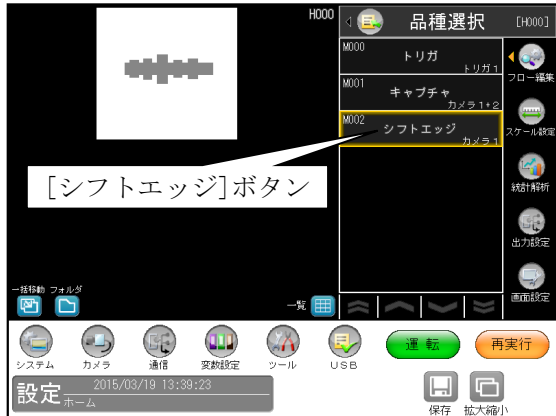 H000
品種選択 [H000]
M000
トリガ
トリガ1
M001
キャプチャ
カメラ1+2
M002
シフトエッジ
カメラ1
[シフトエッジ]ボタン
フロー編集
スケール設定
統計解析
出力設定
画面設定
一括移動 フォルダ
一覧
システム カメラ 通信 変数設定 ツール USB
運転 再実行
設定 2015/03/19 13:39:23
ホーム
保存 拡大縮小